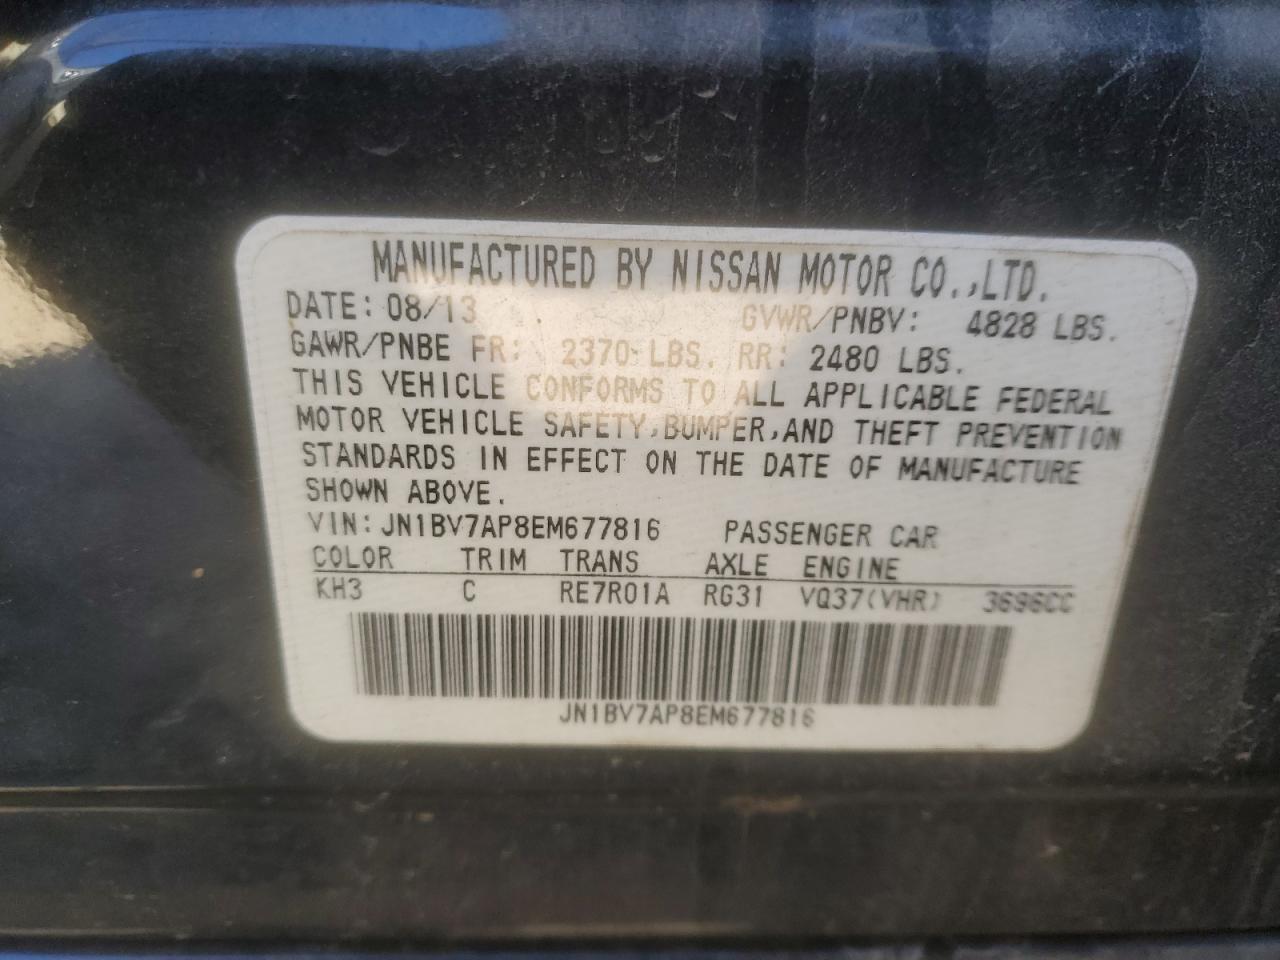 MANUFACTURED BY NISSAN MOTOR CO.,LTD.
DATE: 08/13 GVWR/PNBV: 4828 LBS.
GAWR/PNBE FR: 2370 LBS. RR: 2480 LBS.
THIS VEHICLE CONFORMS TO ALL APPLICABLE FEDERAL
MOTOR VEHICLE SAFETY,BUMPER,AND THEFT PREVENTION
STANDARDS IN EFFECT ON THE DATE OF MANUFACTURE
SHOWN ABOVE.
VIN: JN1BV7AP8EM677816 PASSENGER CAR
COLOR TRIM TRANS AXLE ENGINE
KH3 C RE7R01A RG31 VQ37(VHR) 3696CC
JN1BV7AP8EM677816